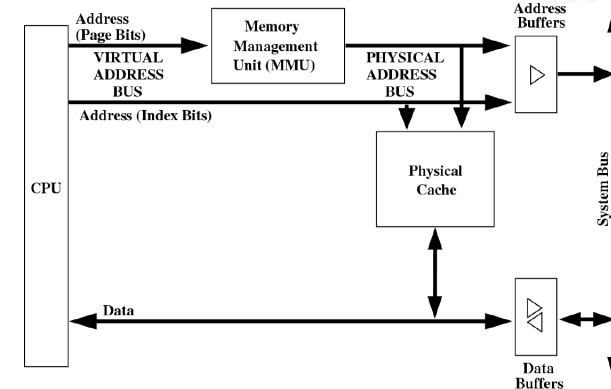 Address
(Page Bits)
VIRTUAL
ADDRESS
BUS
Address (Index Bits)
Memory
Management
Unit (MMU)
PHYSICAL
ADDRESS
BUS
Address
Buffers
CPU
Physical
Cache
System Bus
Data
Data
Buffers